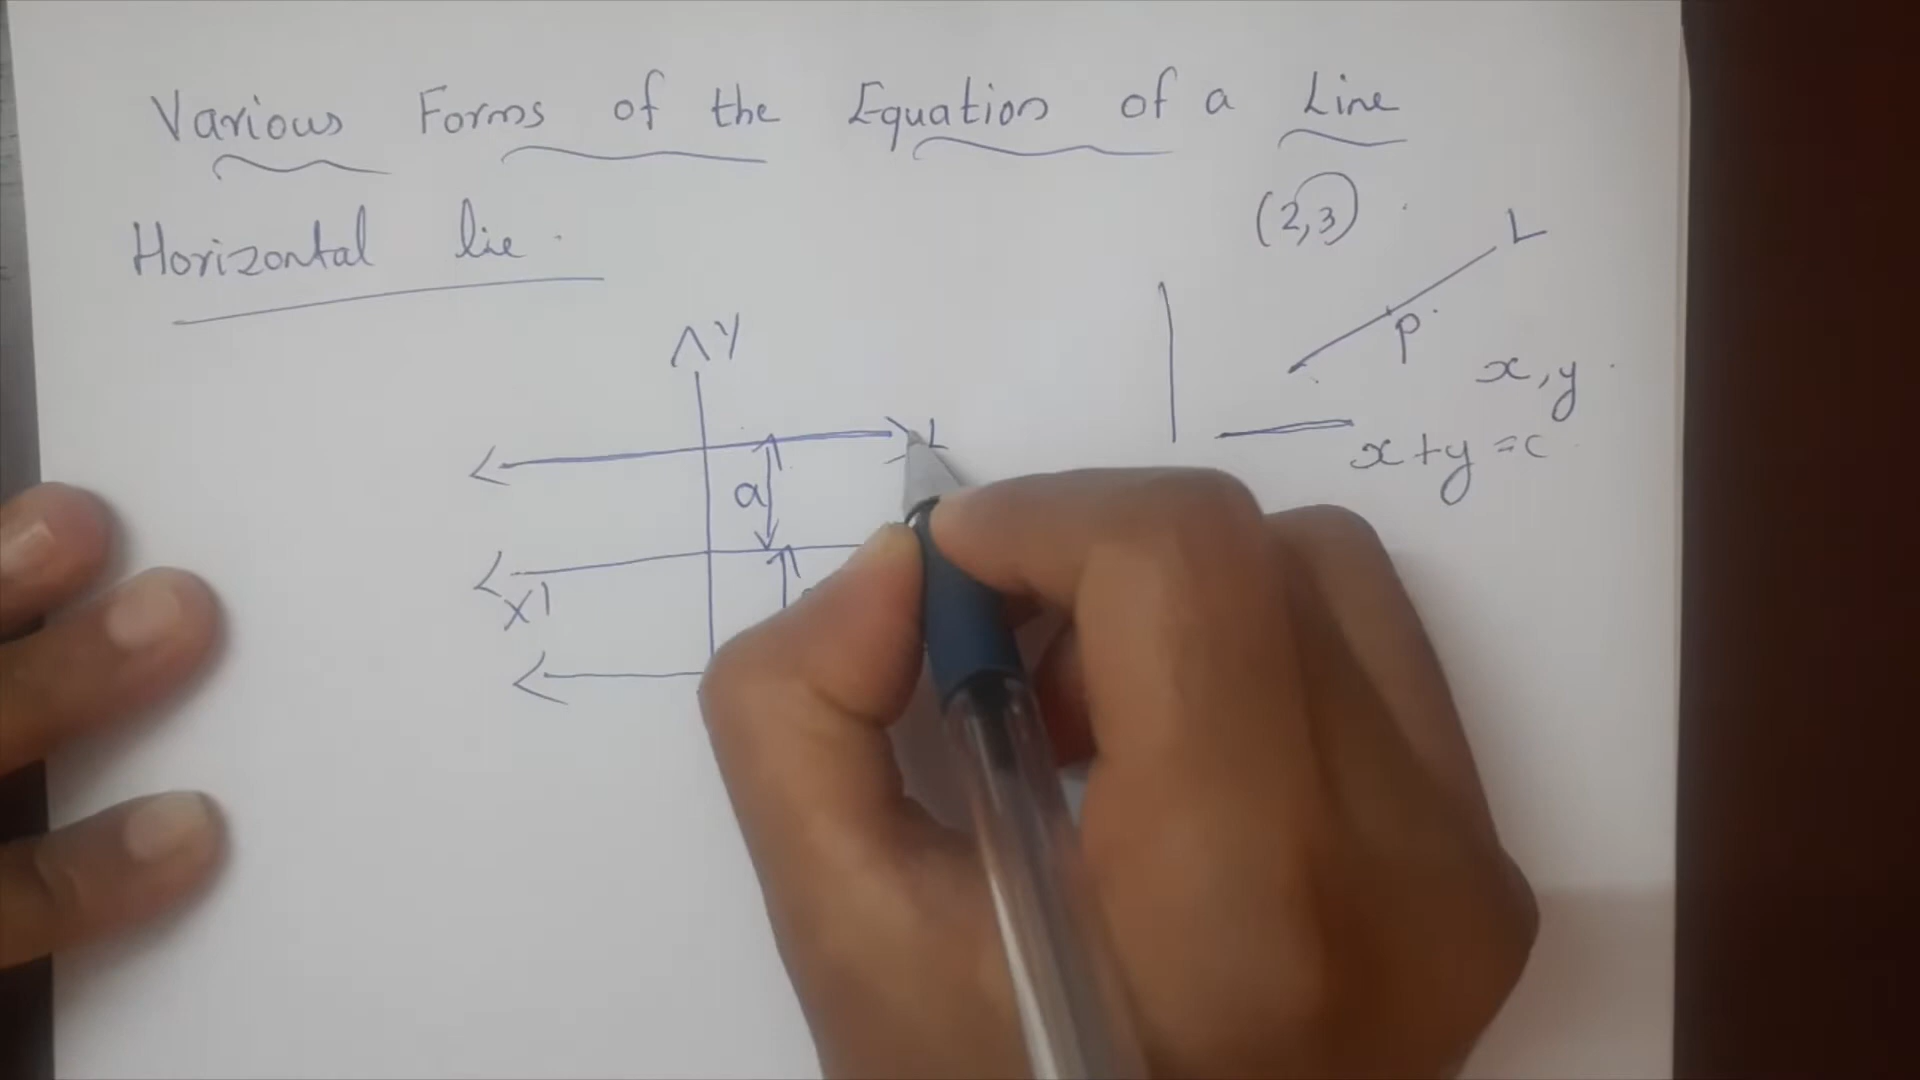 Various Forms of the Equation of a Line
Horizontal lie.
(2,3)
L
P
x, y
x+y=c
Y
L
a
X'